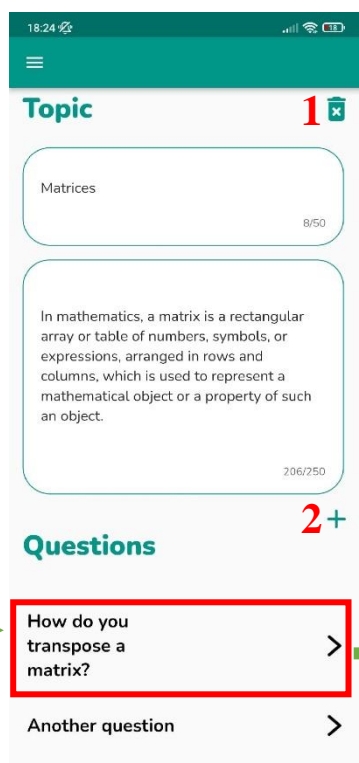 18:24
18
Topic
1
Matrices
8/50
In mathematics, a matrix is a rectangular
array or table of numbers, symbols, or
expressions, arranged in rows and
columns, which is used to represent a
mathematical object or a property of such
an object.
206/250
2
Questions
How do you
transpose a
matrix?
Another question